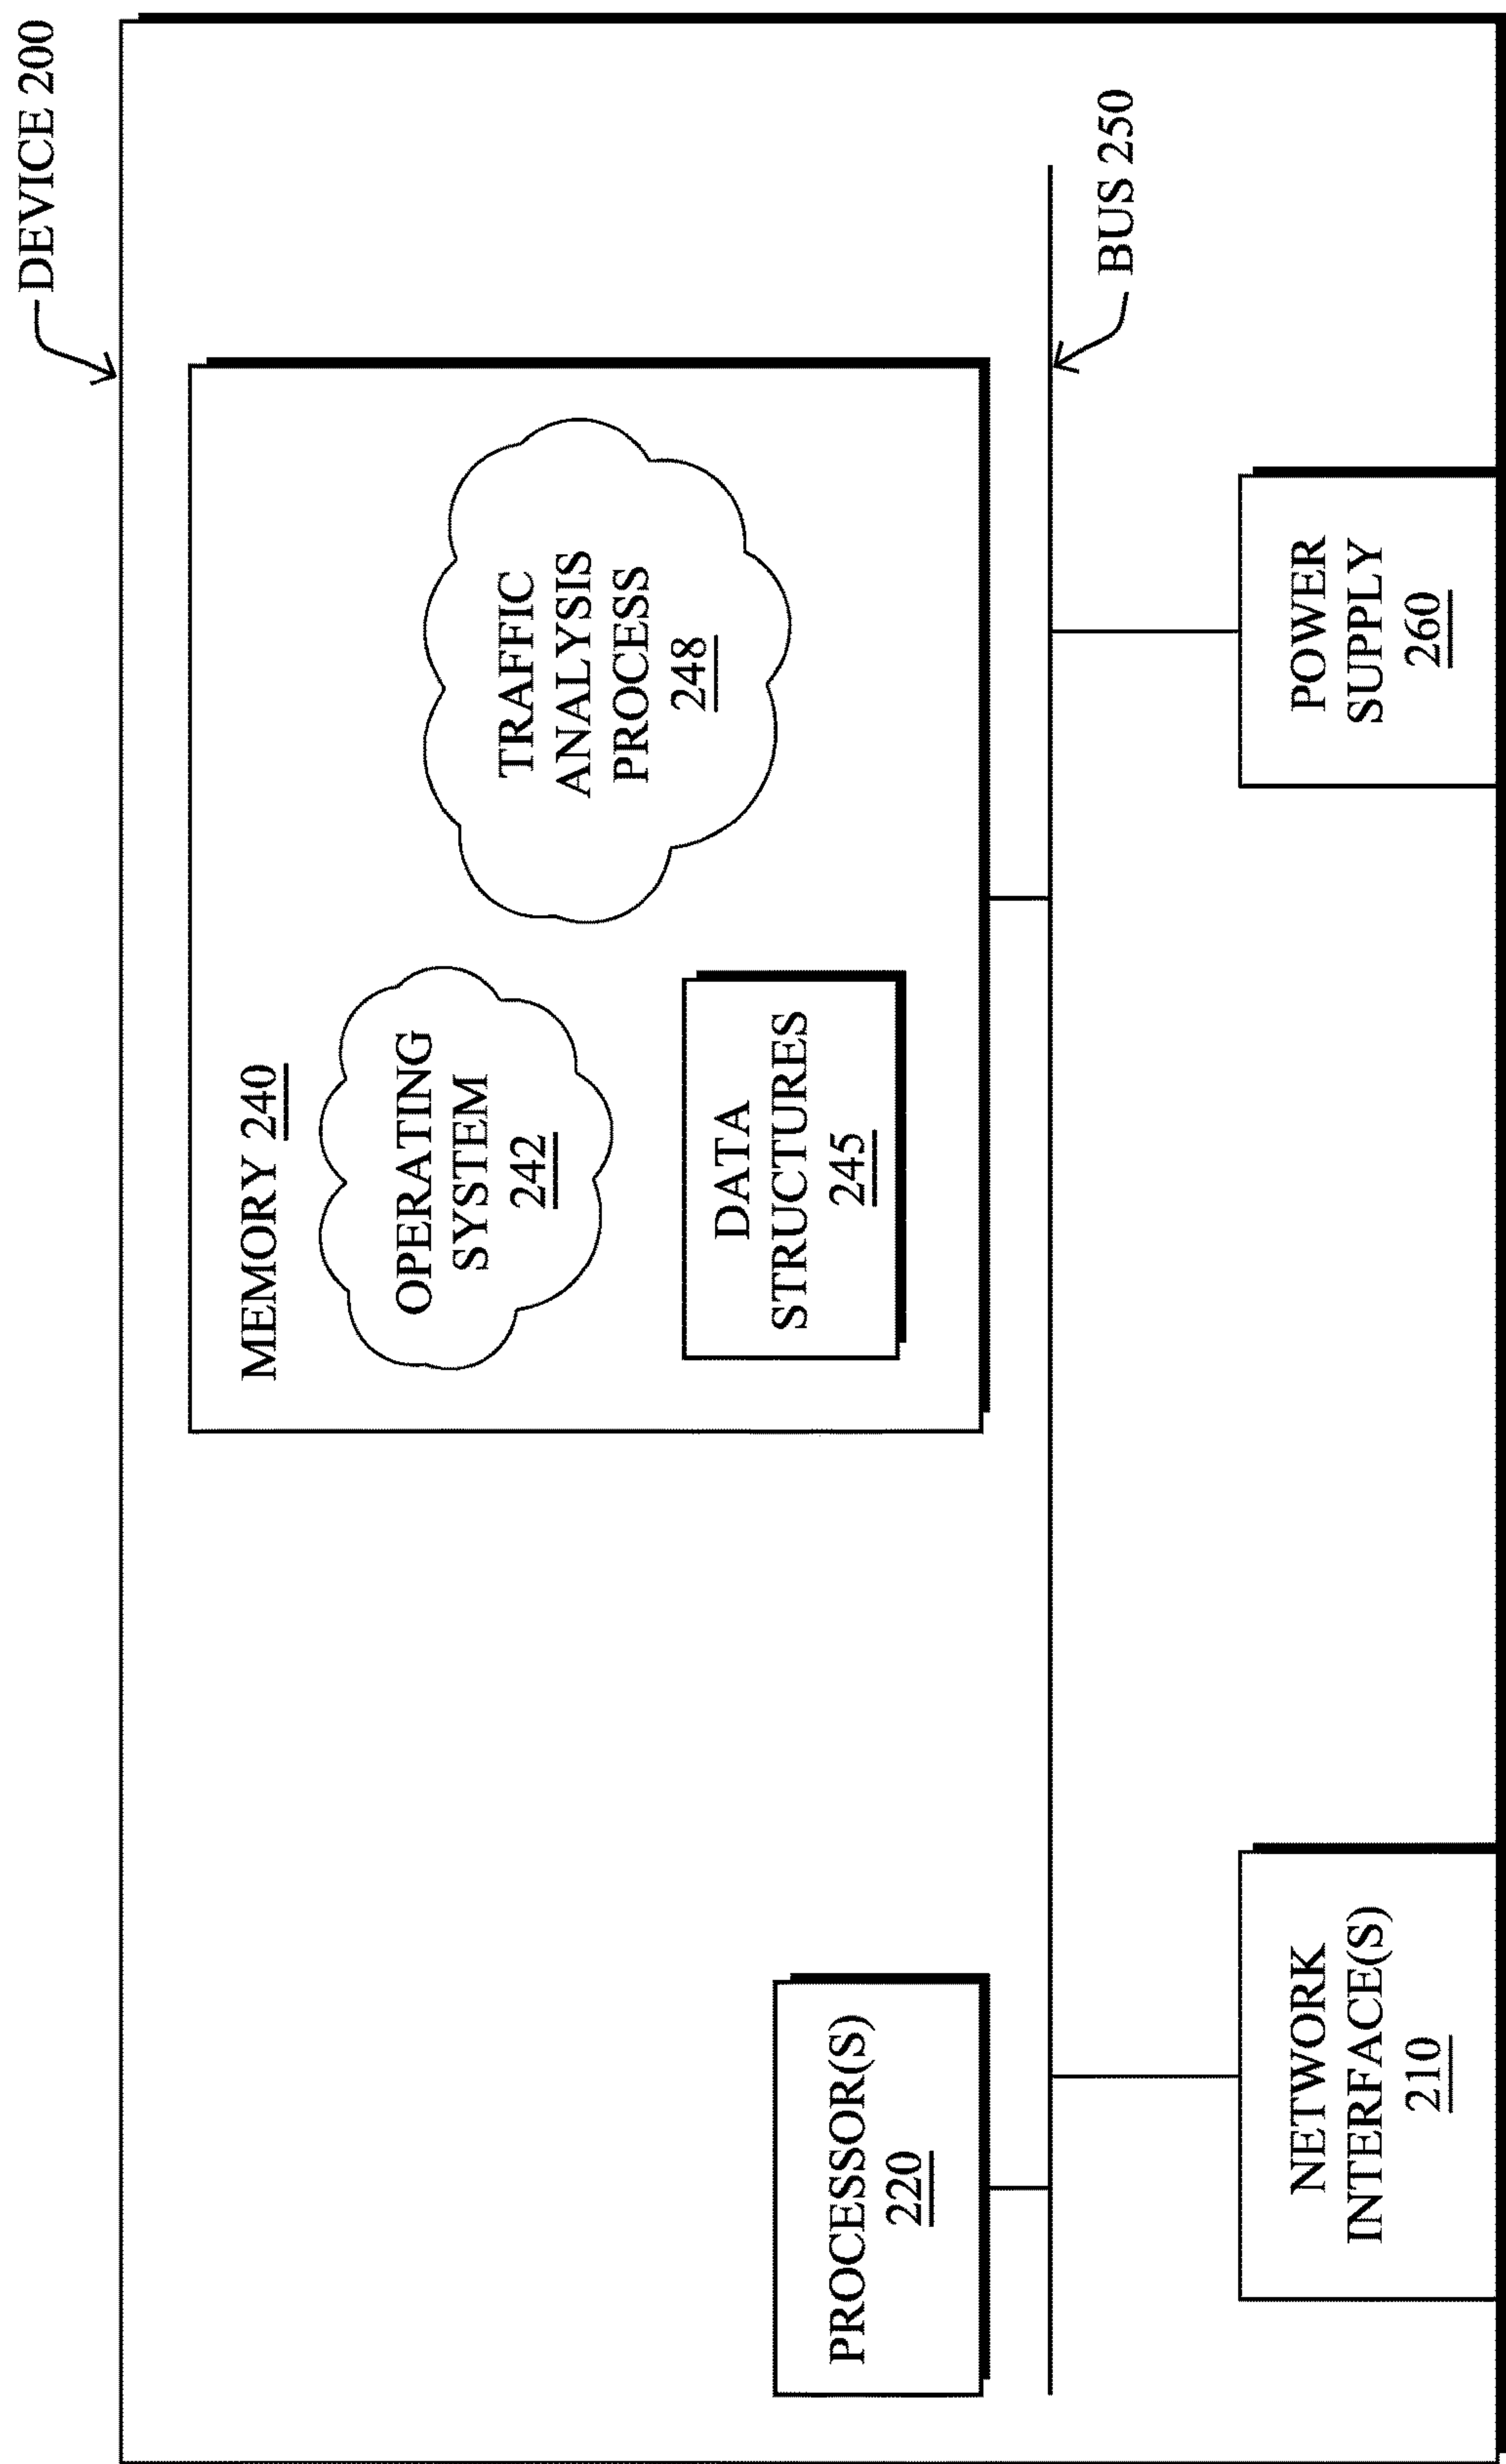 DEVICE 200
MEMORY 240
OPERATING
SYSTEM
242
DATA
STRUCTURES
245
TRAFFIC
ANALYSIS
PROCESS
248
PROCESSOR(S)
220
BUS 250
NETWORK
INTERFACE(S)
210
POWER
SUPPLY
260